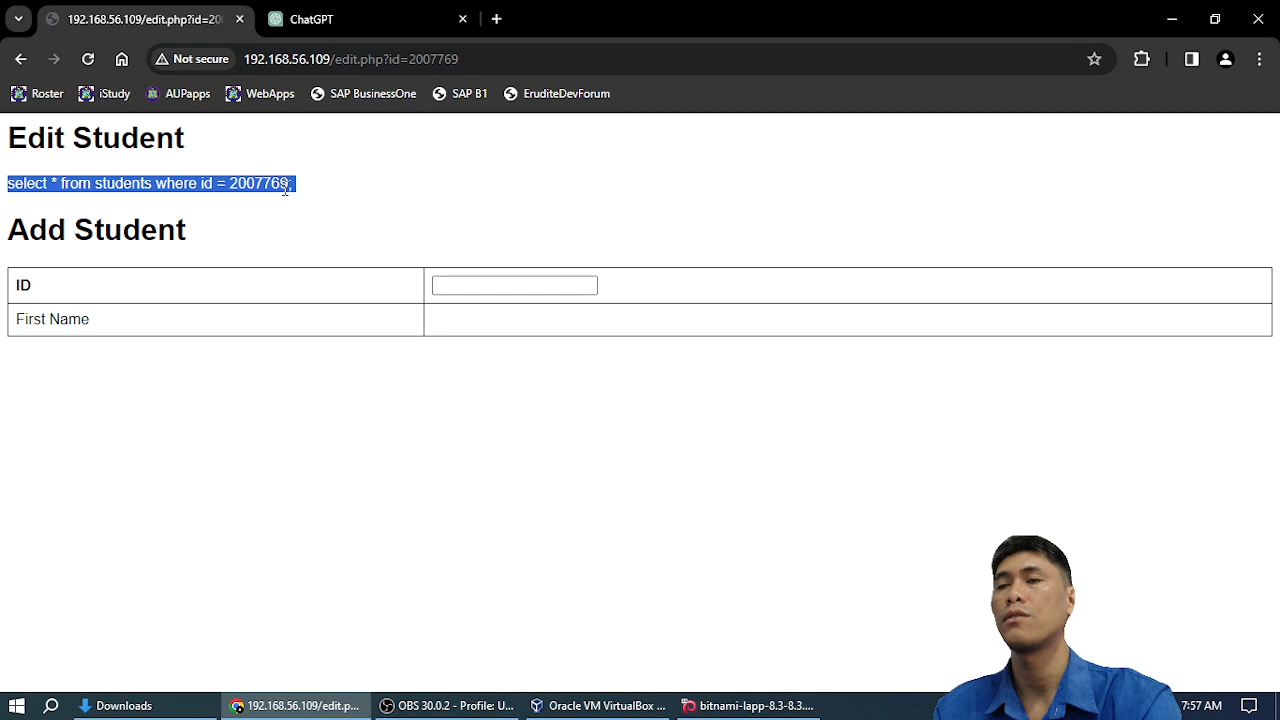 192.168.56.109/edit.php?id=20
ChatGPT
Not secure
192.168.56.109/edit.php?id=2007769
Roster
iStudy
AUPapps
WebApps
SAP BusinessOne
SAP B1
EruditeDevForum
Edit Student
select * from students where id = 2007769;
Add Student
ID
First Name
Downloads
192.168.56.109/edit.p...
OBS 30.0.2 - Profile: U...
Oracle VM VirtualBox ...
bitnami-lapp-8.3-3-3....
7:57 AM